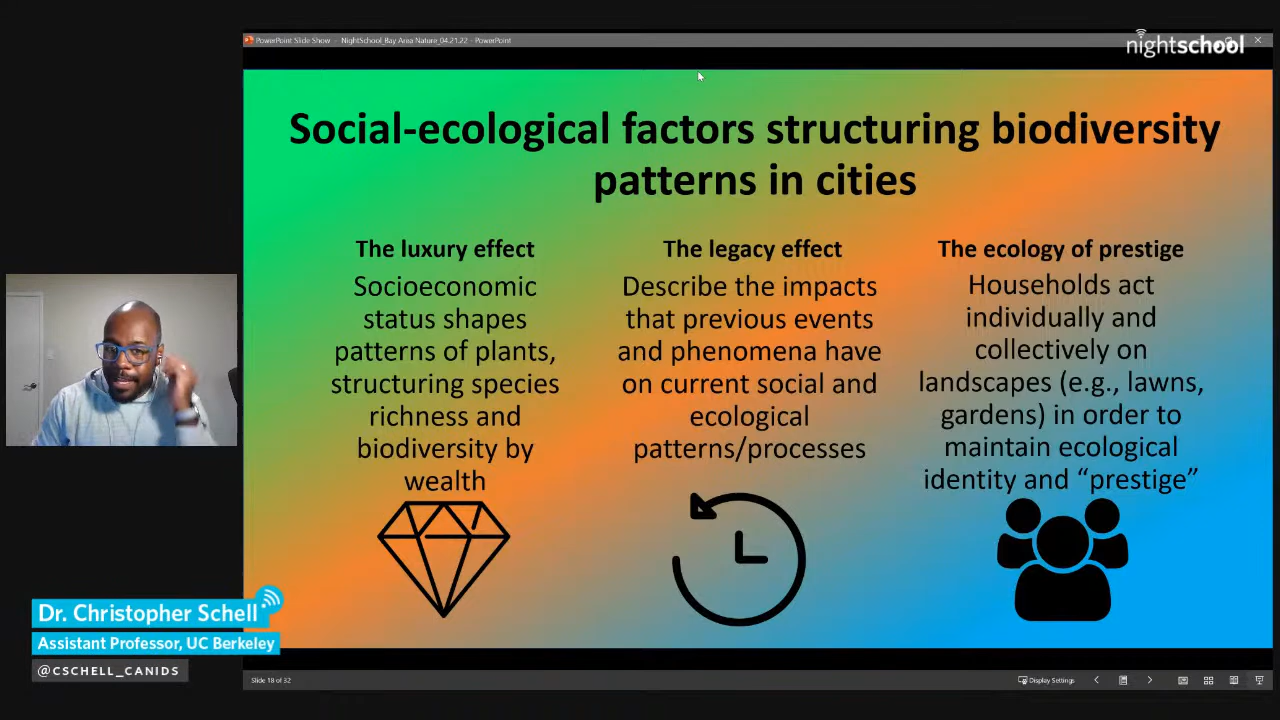 PowerPoint Slide Show - NightSchool_Bay Area Nature_04.21.22 - PowerPoint
nightschool
Social-ecological factors structuring biodiversity
patterns in cities
The luxury effect
Socioeconomic
status shapes
patterns of plants,
structuring species
richness and
biodiversity by
wealth
The legacy effect
Describe the impacts
that previous events
and phenomena have
on current social and
ecological
patterns/processes
The ecology of prestige
Households act
individually and
collectively on
landscapes (e.g., lawns,
gardens) in order to
maintain ecological
identity and “prestige”
Dr. Christopher Schell
Assistant Professor, UC Berkeley
@CSCHELL_CANIDS
Slide 18 of 32
Display Settings